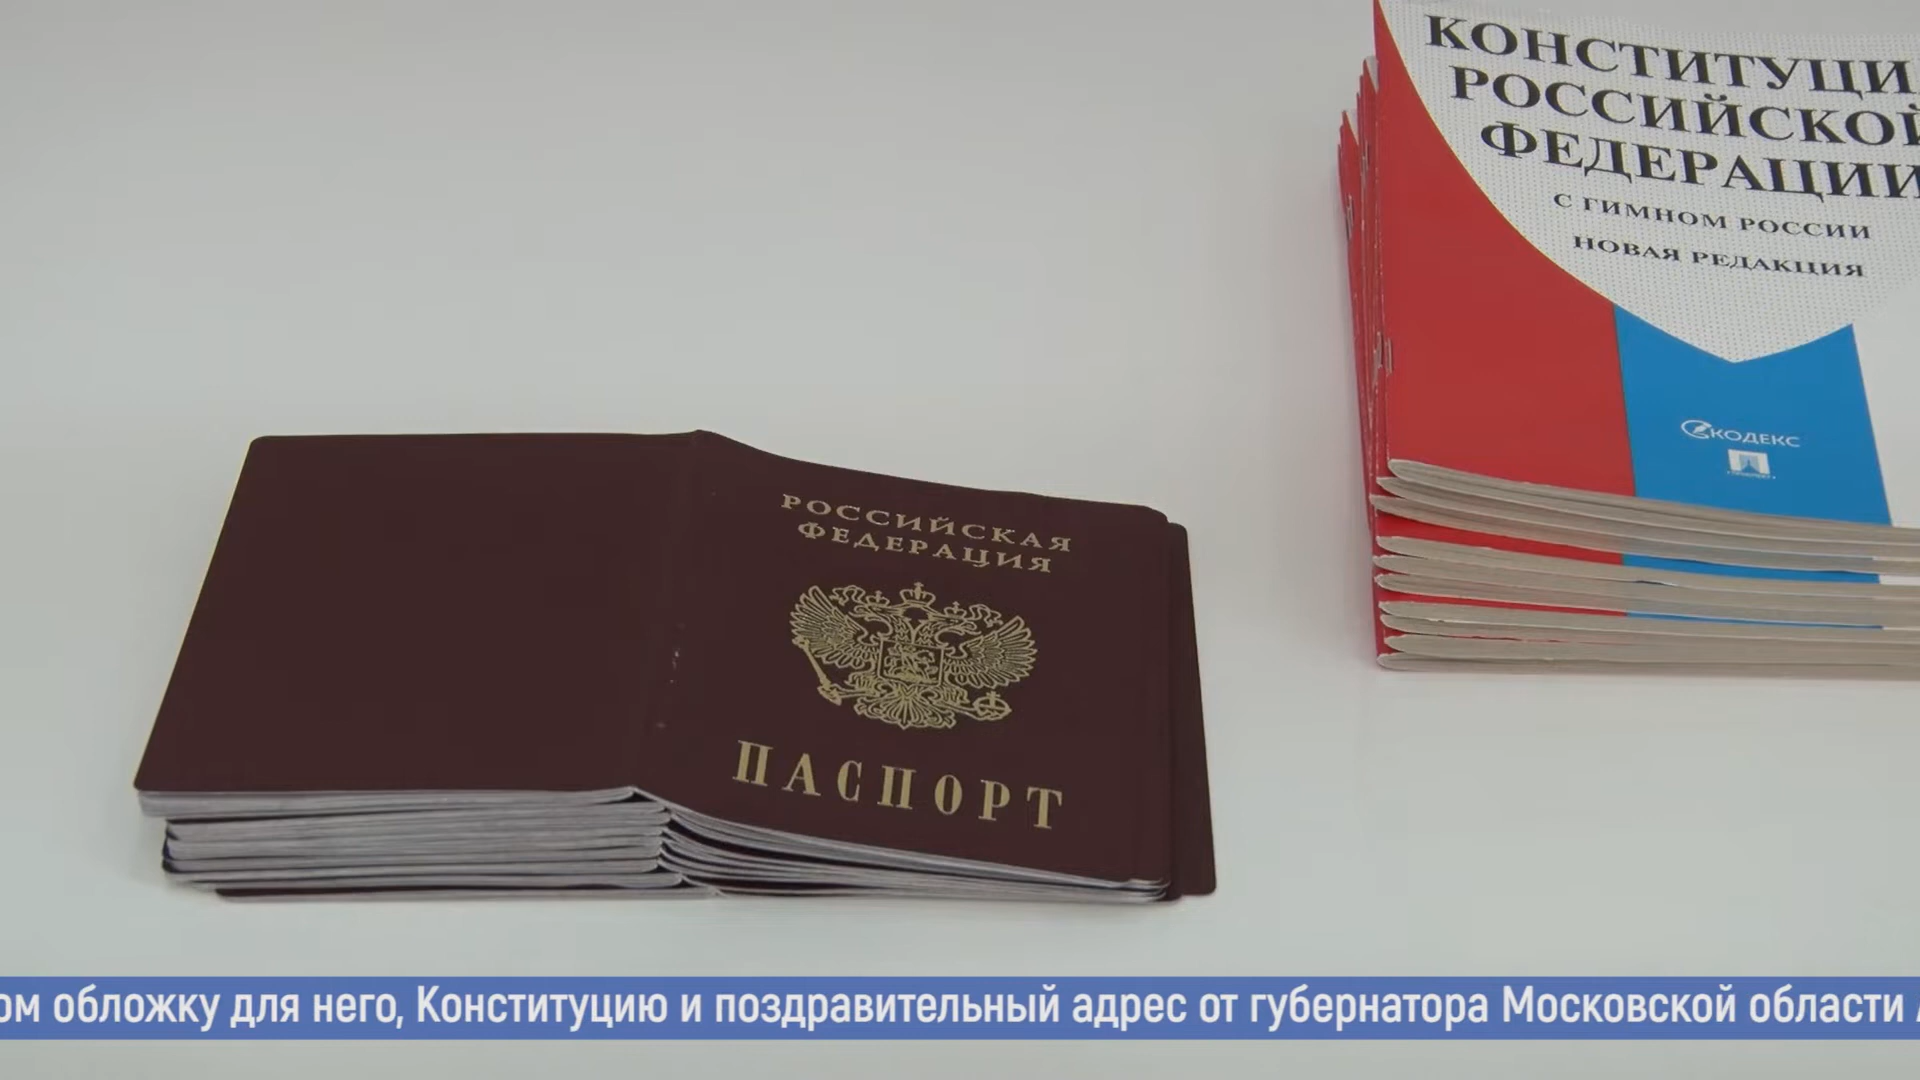 КОНСТИТУЦИ
РОССИЙСКОЙ
ФЕДЕРАЦИИ
С ГИМНОМ РОССИИ
НОВАЯ РЕДАКЦИЯ
КОДЕКС
РОССИЙСКАЯ
ФЕДЕРАЦИЯ
ПАСПОРТ
ом обложку для него, Конституцию и поздравительный адрес от губернатора Московской области